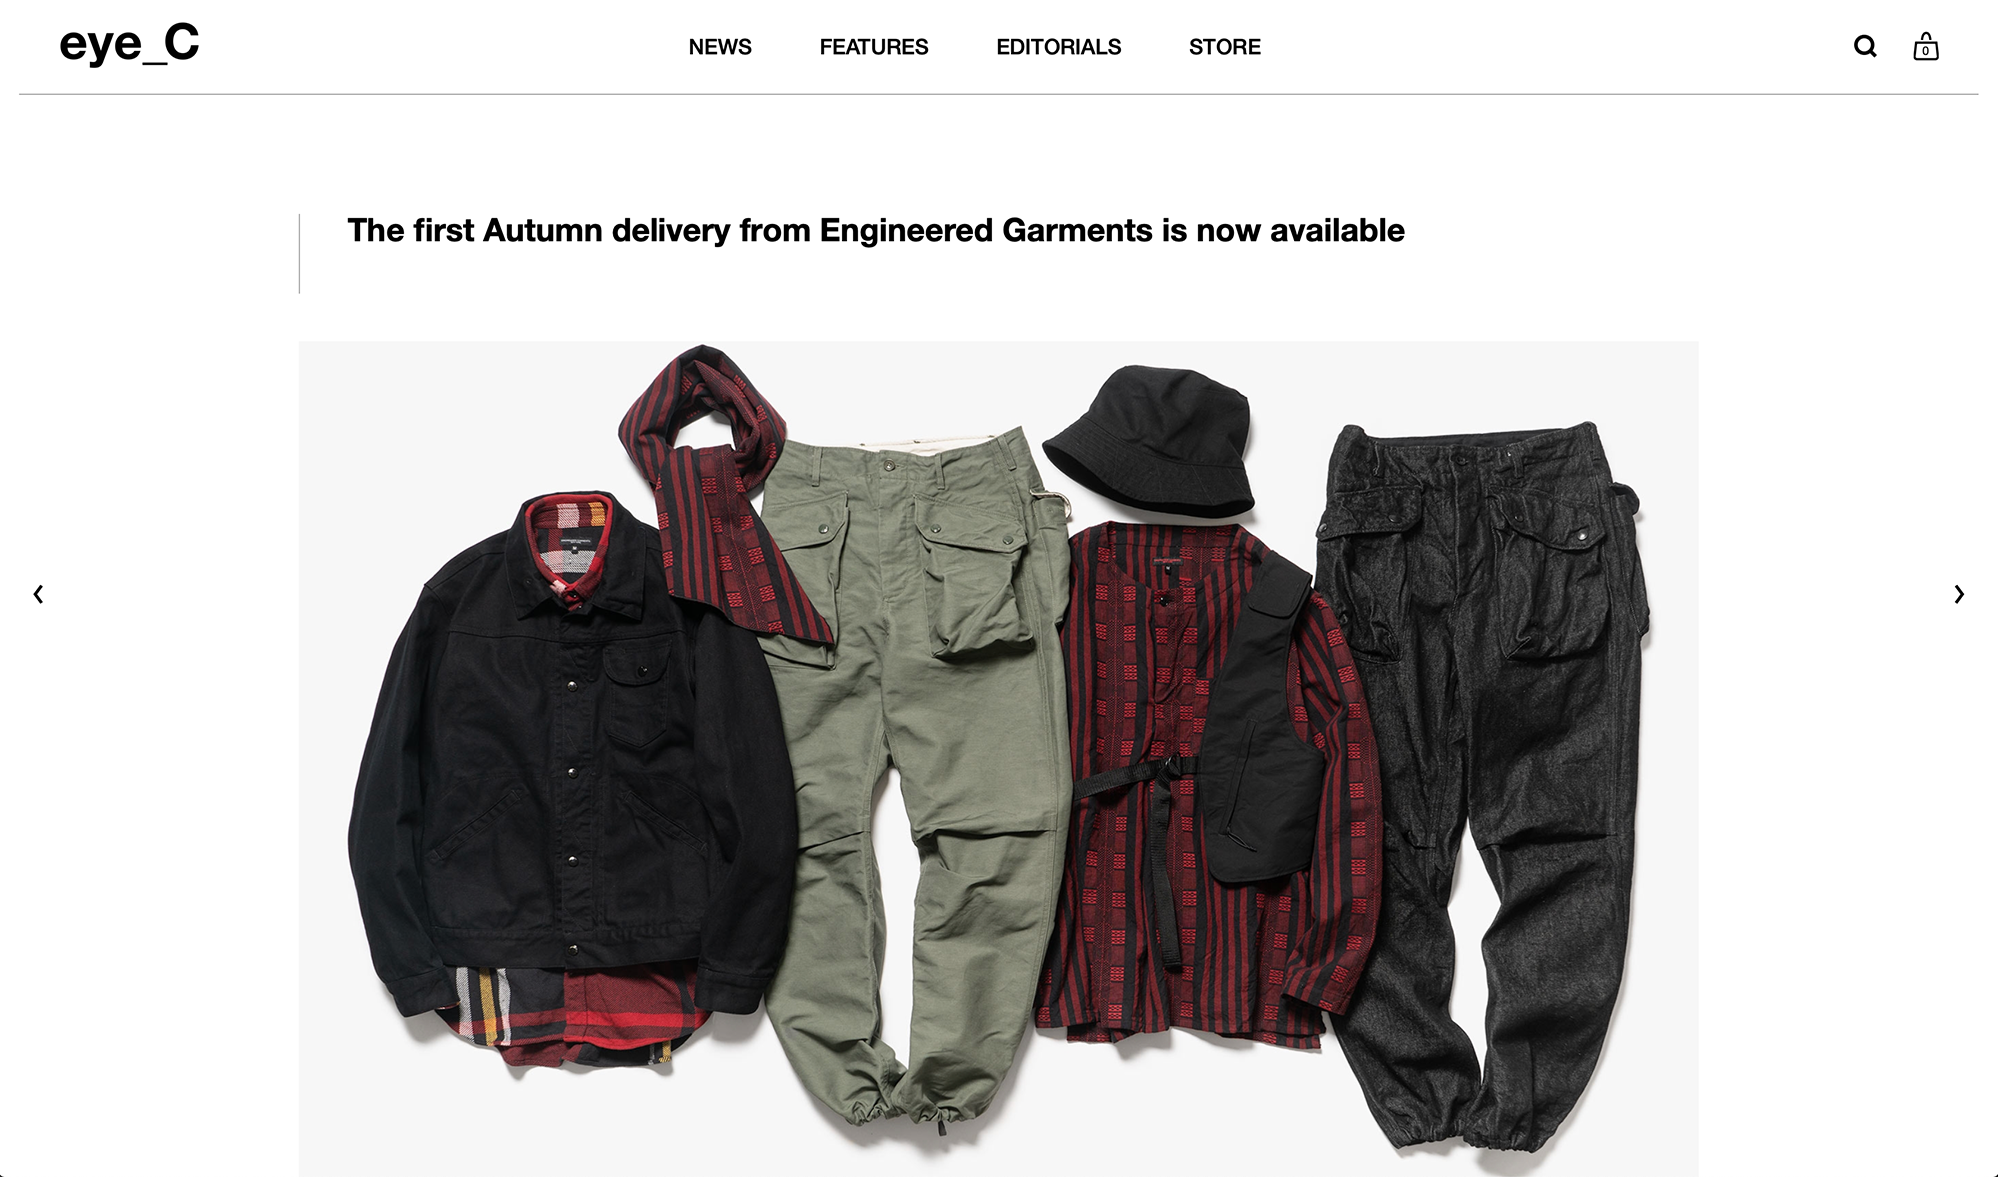 eye_C
NEWS
FEATURES
EDITORIALS
STORE
0
The first Autumn delivery from Engineered Garments is now available